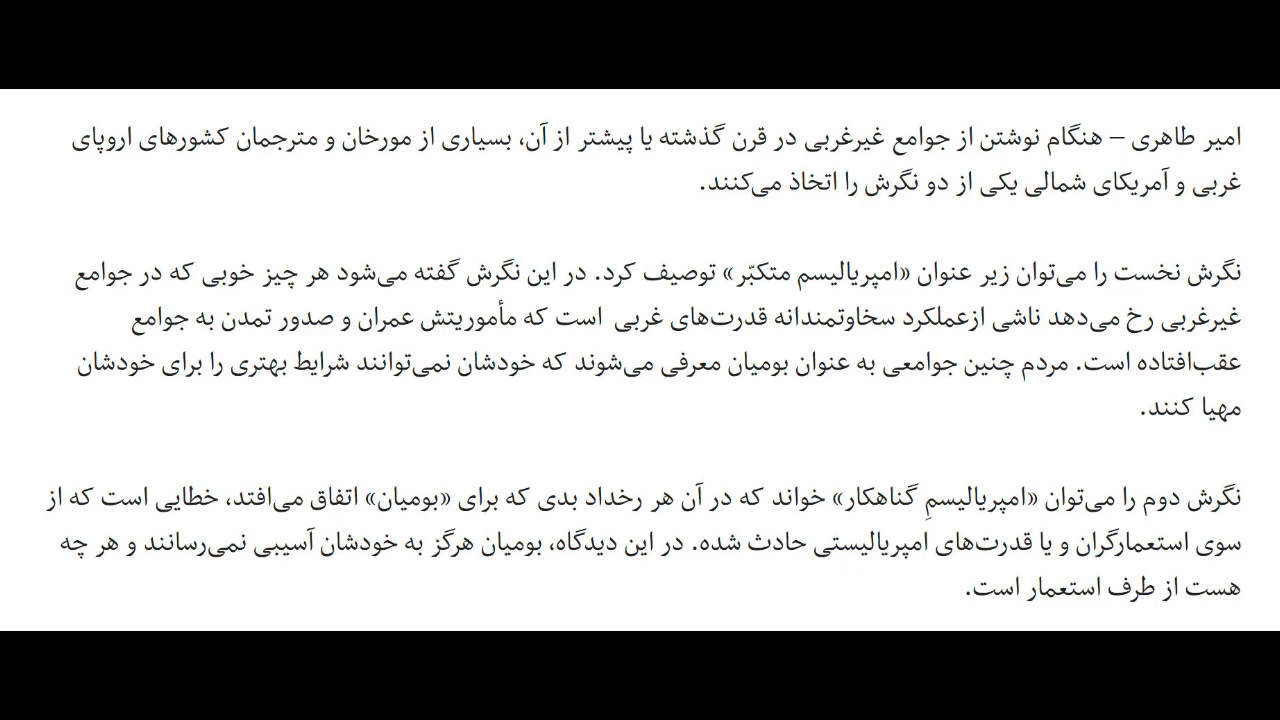 امیر طاهری – هنگام نوشتن از جوامع غیرغربی در قرن گذشته یا پیشتر از آن، بسیاری از مورخان و مترجمان کشورهای اروپای
غربی و آمریکای شمالی یکی از دو نگرش را اتخاذ می‌کنند.
نگرش نخست را می‌توان زیر عنوان «امپریالیسم متکبّر» توصیف کرد. در این نگرش گفته می‌شود هر چیز خوبی که در جوامع
غیرغربی رخ می‌دهد ناشی ازعملکرد سخاوتمندانه قدرت‌های غربی است که مأموریتش عمران و صدور تمدن به جوامع
عقب‌افتاده است. مردم چنین جوامعی به عنوان بومیان معرفی می‌شوند که خودشان نمی‌توانند شرایط بهتری را برای خودشان
مهیا کنند.
نگرش دوم را می‌توان «امپریالیسمِ گناهکار» خواند که در آن هر رخداد بدی که برای «بومیان» اتفاق می‌افتد، خطایی است که از
سوی استعمارگران و یا قدرت‌های امپریالیستی حادث شده. در این دیدگاه، بومیان هرگز به خودشان آسیبی نمی‌رسانند و هر چه
هست از طرف استعمار است.